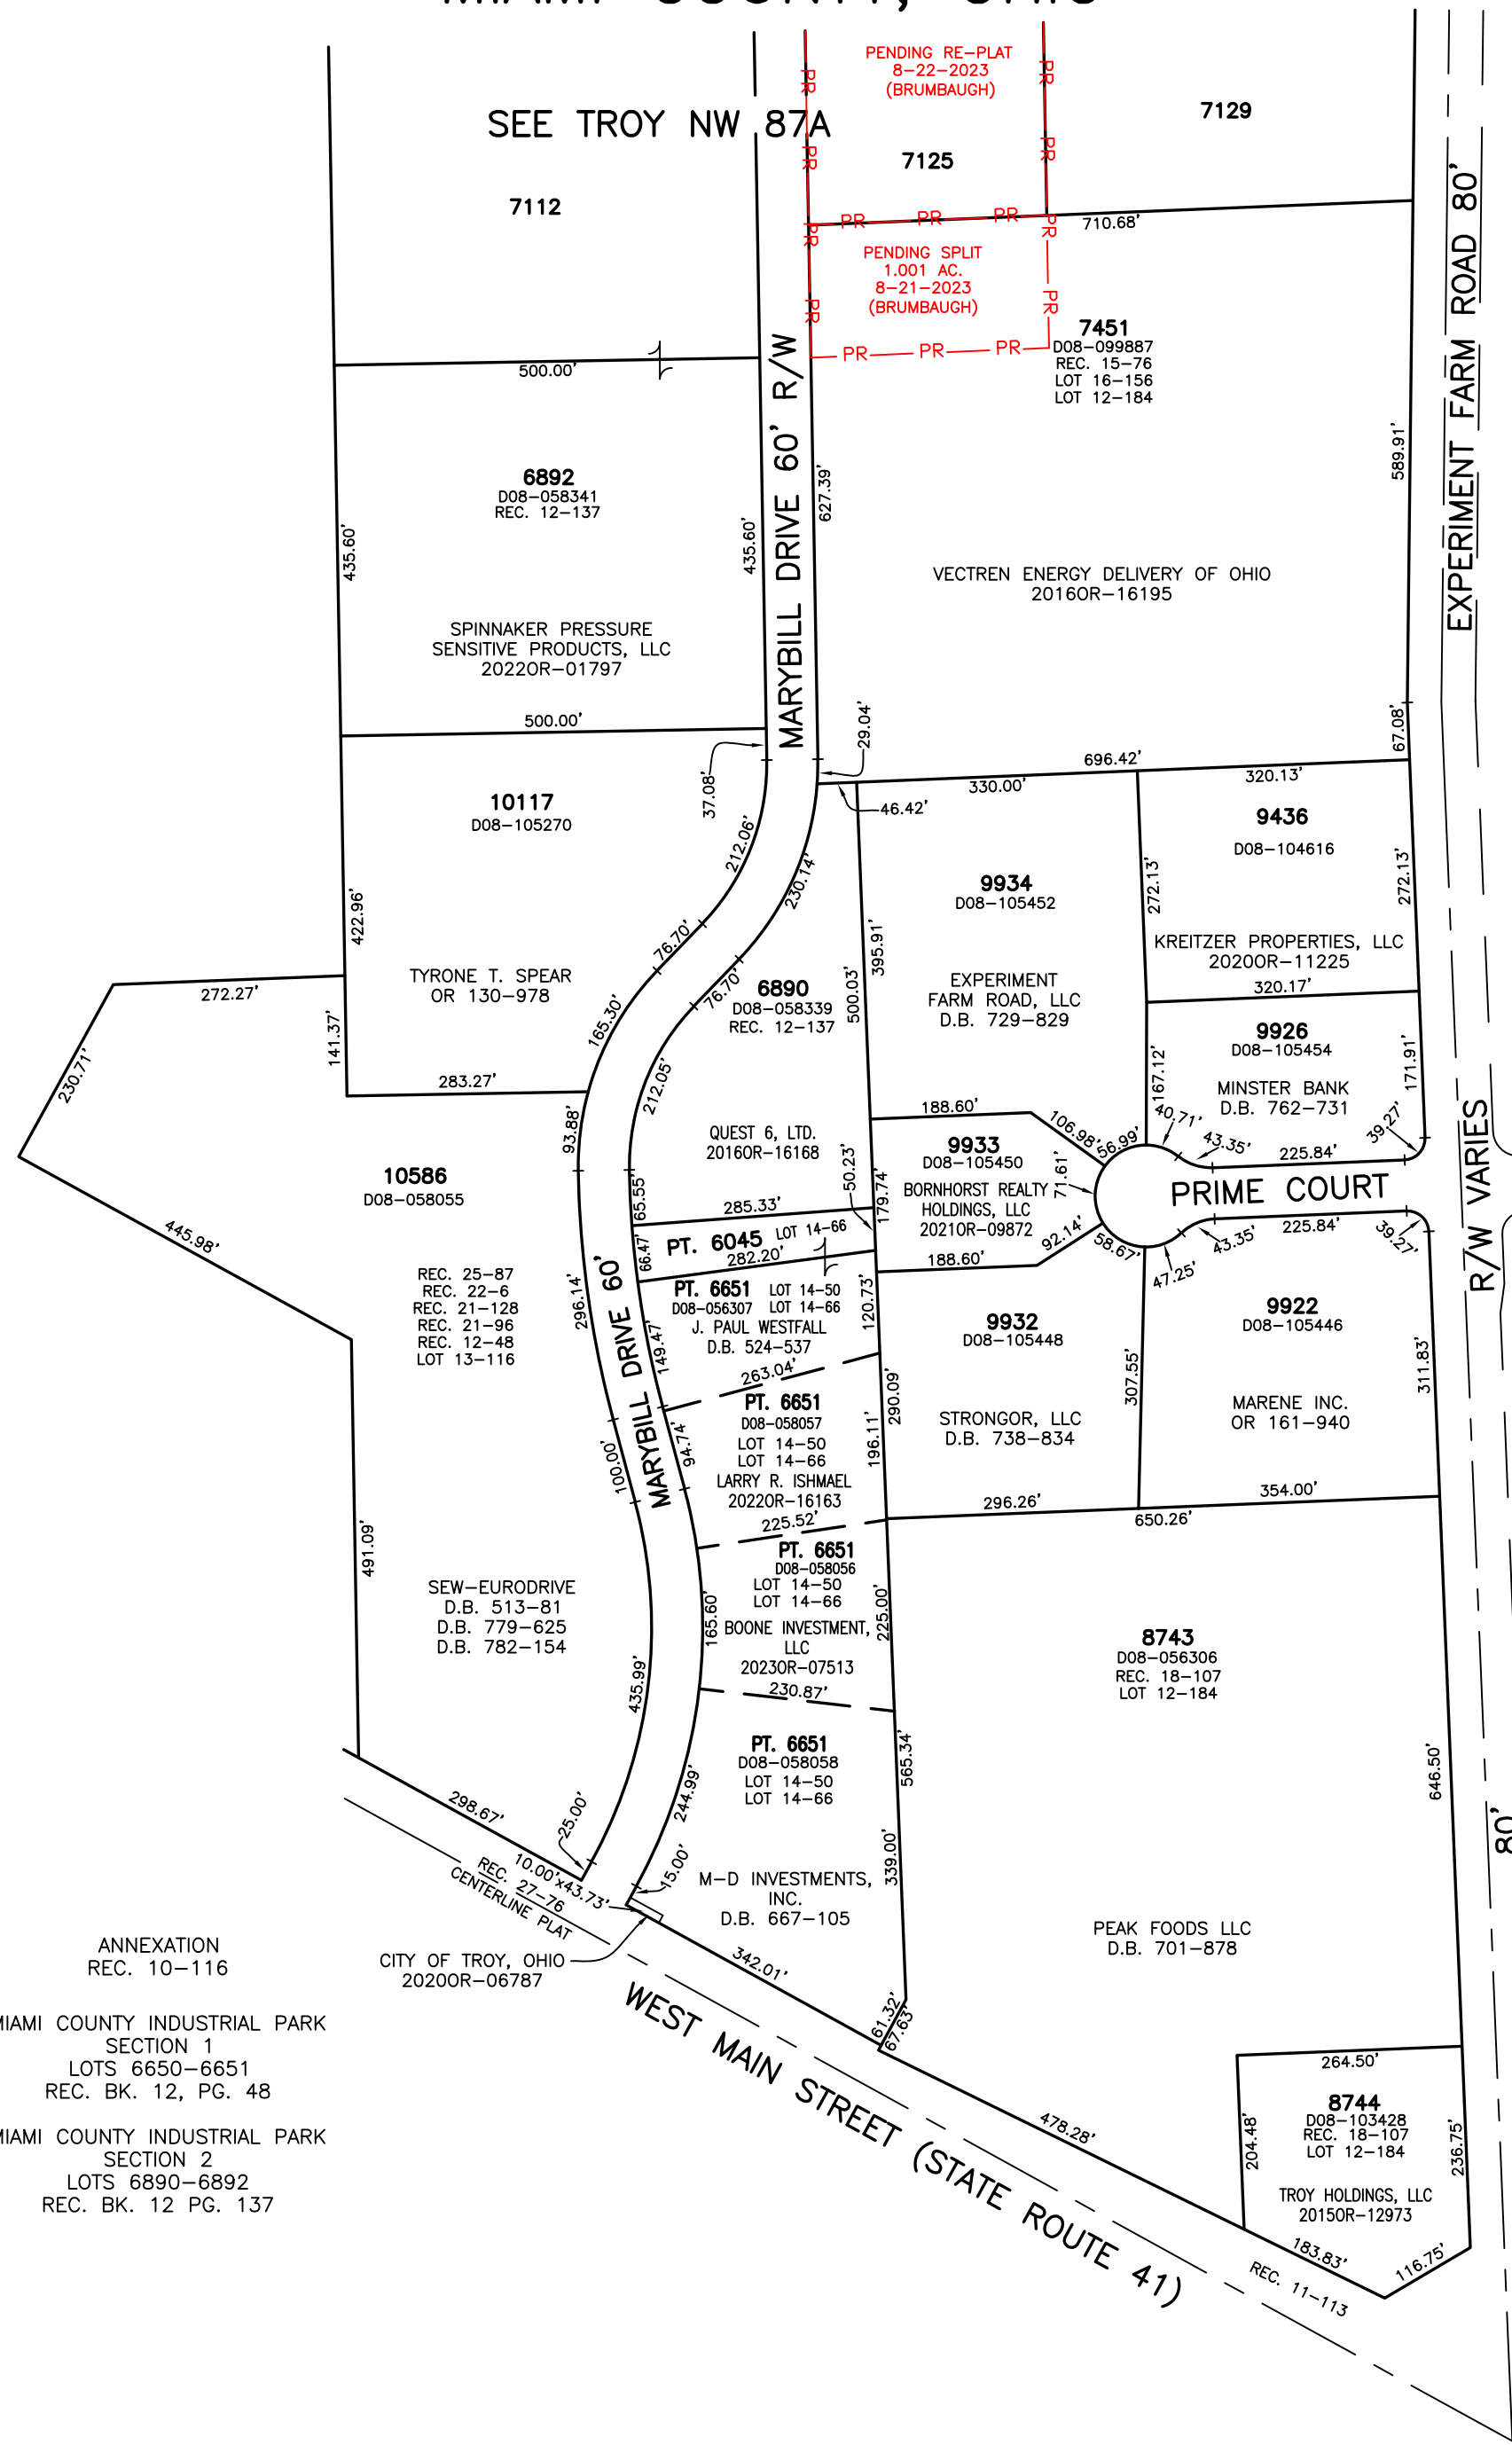 MIAMI COUNTY, OHIO
PENDING RE-PLAT
8-22-2023
(BRUMBAUGH)
SEE TROY NW 87A
7129
7125
7112
PR
PR
PR
PR
PR
PR
PR
PR
PR
PR
PR
PR
PR
PR
710.68'
PENDING SPLIT
1.001 AC.
8-21-2023
(BRUMBAUGH)
7451
D08-099887
REC. 15-76
LOT 16-156
LOT 12-184
EXPERIMENT FARM ROAD 80'
500.00'
MARYBILL DRIVE 60' R/W
627.39'
589.91'
6892
D08-058341
REC. 12-137
435.60'
435.60'
VECTREN ENERGY DELIVERY OF OHIO
2016OR-16195
SPINNAKER PRESSURE
SENSITIVE PRODUCTS, LLC
2022OR-01797
500.00'
29.04'
67.08'
696.42'
37.08'
330.00'
320.13'
46.42'
10117
D08-105270
212.06'
230.14'
9436
D08-104616
272.13'
272.13'
9934
D08-105452
422.96'
395.91'
KREITZER PROPERTIES, LLC
2020OR-11225
320.17'
TYRONE T. SPEAR
OR 130-978
76.70'
76.70'
6890
D08-058339
REC. 12-137
500.03'
EXPERIMENT
FARM ROAD, LLC
D.B. 729-829
272.27'
141.37'
165.30'
230.71'
283.27'
212.05'
9926
D08-105454
167.12'
171.91'
MINSTER BANK
D.B. 762-731
188.60'
106.98'
56.99'
40.71'
43.35'
39.27'
225.84'
93.88'
QUEST 6, LTD.
2016OR-16168
50.23'
9933
D08-105450
BORNHORST REALTY
HOLDINGS, LLC
2021OR-09872
71.61'
179.74'
PRIME COURT
R/W VARIES
10586
D08-058055
65.55'
285.33'
225.84'
39.27'
43.35'
92.14'
58.67'
47.25'
188.60'
445.98'
PT. 6045 LOT 14-66
66.47'
282.20'
REC. 25-87
REC. 22-6
REC. 21-128
REC. 21-96
REC. 12-48
LOT 13-116
296.14'
MARYBILL DRIVE 60'
PT. 6651 LOT 14-50
D08-056307 LOT 14-66
J. PAUL WESTFALL
D.B. 524-537
120.73'
149.47'
263.04'
9932
D08-105448
9922
D08-105446
307.55'
311.83'
290.09'
PT. 6651
D08-058057
LOT 14-50
LOT 14-66
LARRY R. ISHMAEL
2022OR-16163
196.11'
94.74'
100.00'
STRONGOR, LLC
D.B. 738-834
MARENE INC.
OR 161-940
296.26'
354.00'
650.26'
225.52'
491.09'
PT. 6651
D08-058056
LOT 14-50
LOT 14-66
BOONE INVESTMENT,
LLC
2023OR-07513
225.00'
165.60'
230.87'
SEW-EURODRIVE
D.B. 513-81
D.B. 779-625
D.B. 782-154
435.99'
8743
D08-056306
REC. 18-107
LOT 12-184
PT. 6651
D08-058058
LOT 14-50
LOT 14-66
565.34'
646.50'
80'
244.99'
298.67'
25.00'
339.00'
15.00'
10.00'x43.73'
REC. 27-76
CENTERLINE PLAT
M-D INVESTMENTS,
INC.
D.B. 667-105
PEAK FOODS LLC
D.B. 701-878
CITY OF TROY, OHIO
2020OR-06787
342.01'
61.32'
67.63'
ANNEXATION
REC. 10-116
MIAMI COUNTY INDUSTRIAL PARK
SECTION 1
LOTS 6650-6651
REC. BK. 12, PG. 48
MIAMI COUNTY INDUSTRIAL PARK
SECTION 2
LOTS 6890-6892
REC. BK. 12 PG. 137
WEST MAIN STREET (STATE ROUTE 41)
478.28'
264.50'
8744
D08-103428
REC. 18-107
LOT 12-184
204.48'
236.75'
TROY HOLDINGS, LLC
2015OR-12973
183.83'
116.75'
REC. 11-113